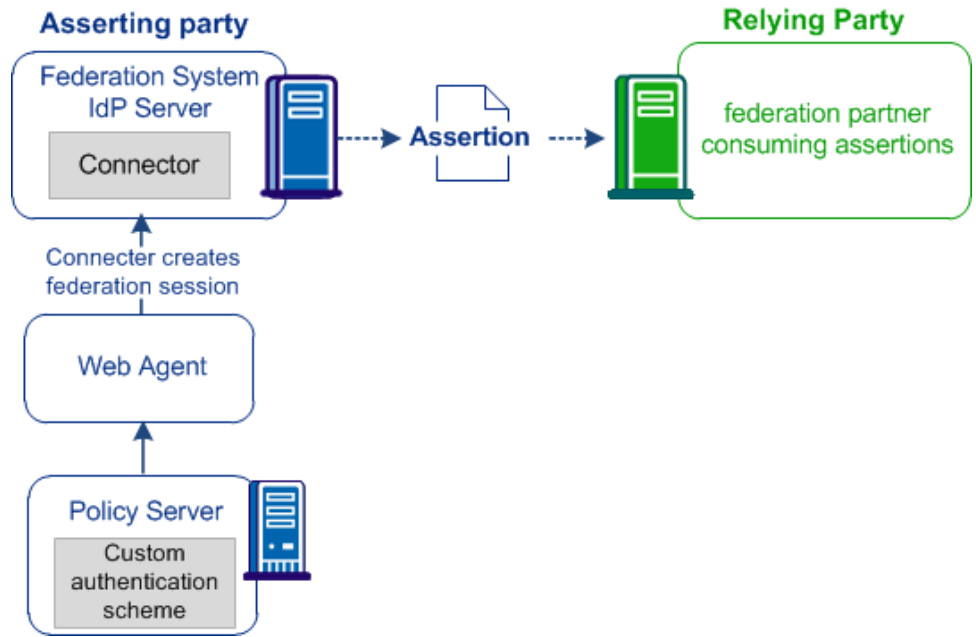 Asserting party
Relying Party
Federation System
IdP Server
Connector
Assertion
federation partner
consuming assertions
Connecter creates
federation session
Web Agent
Policy Server
Custom
authentication
scheme